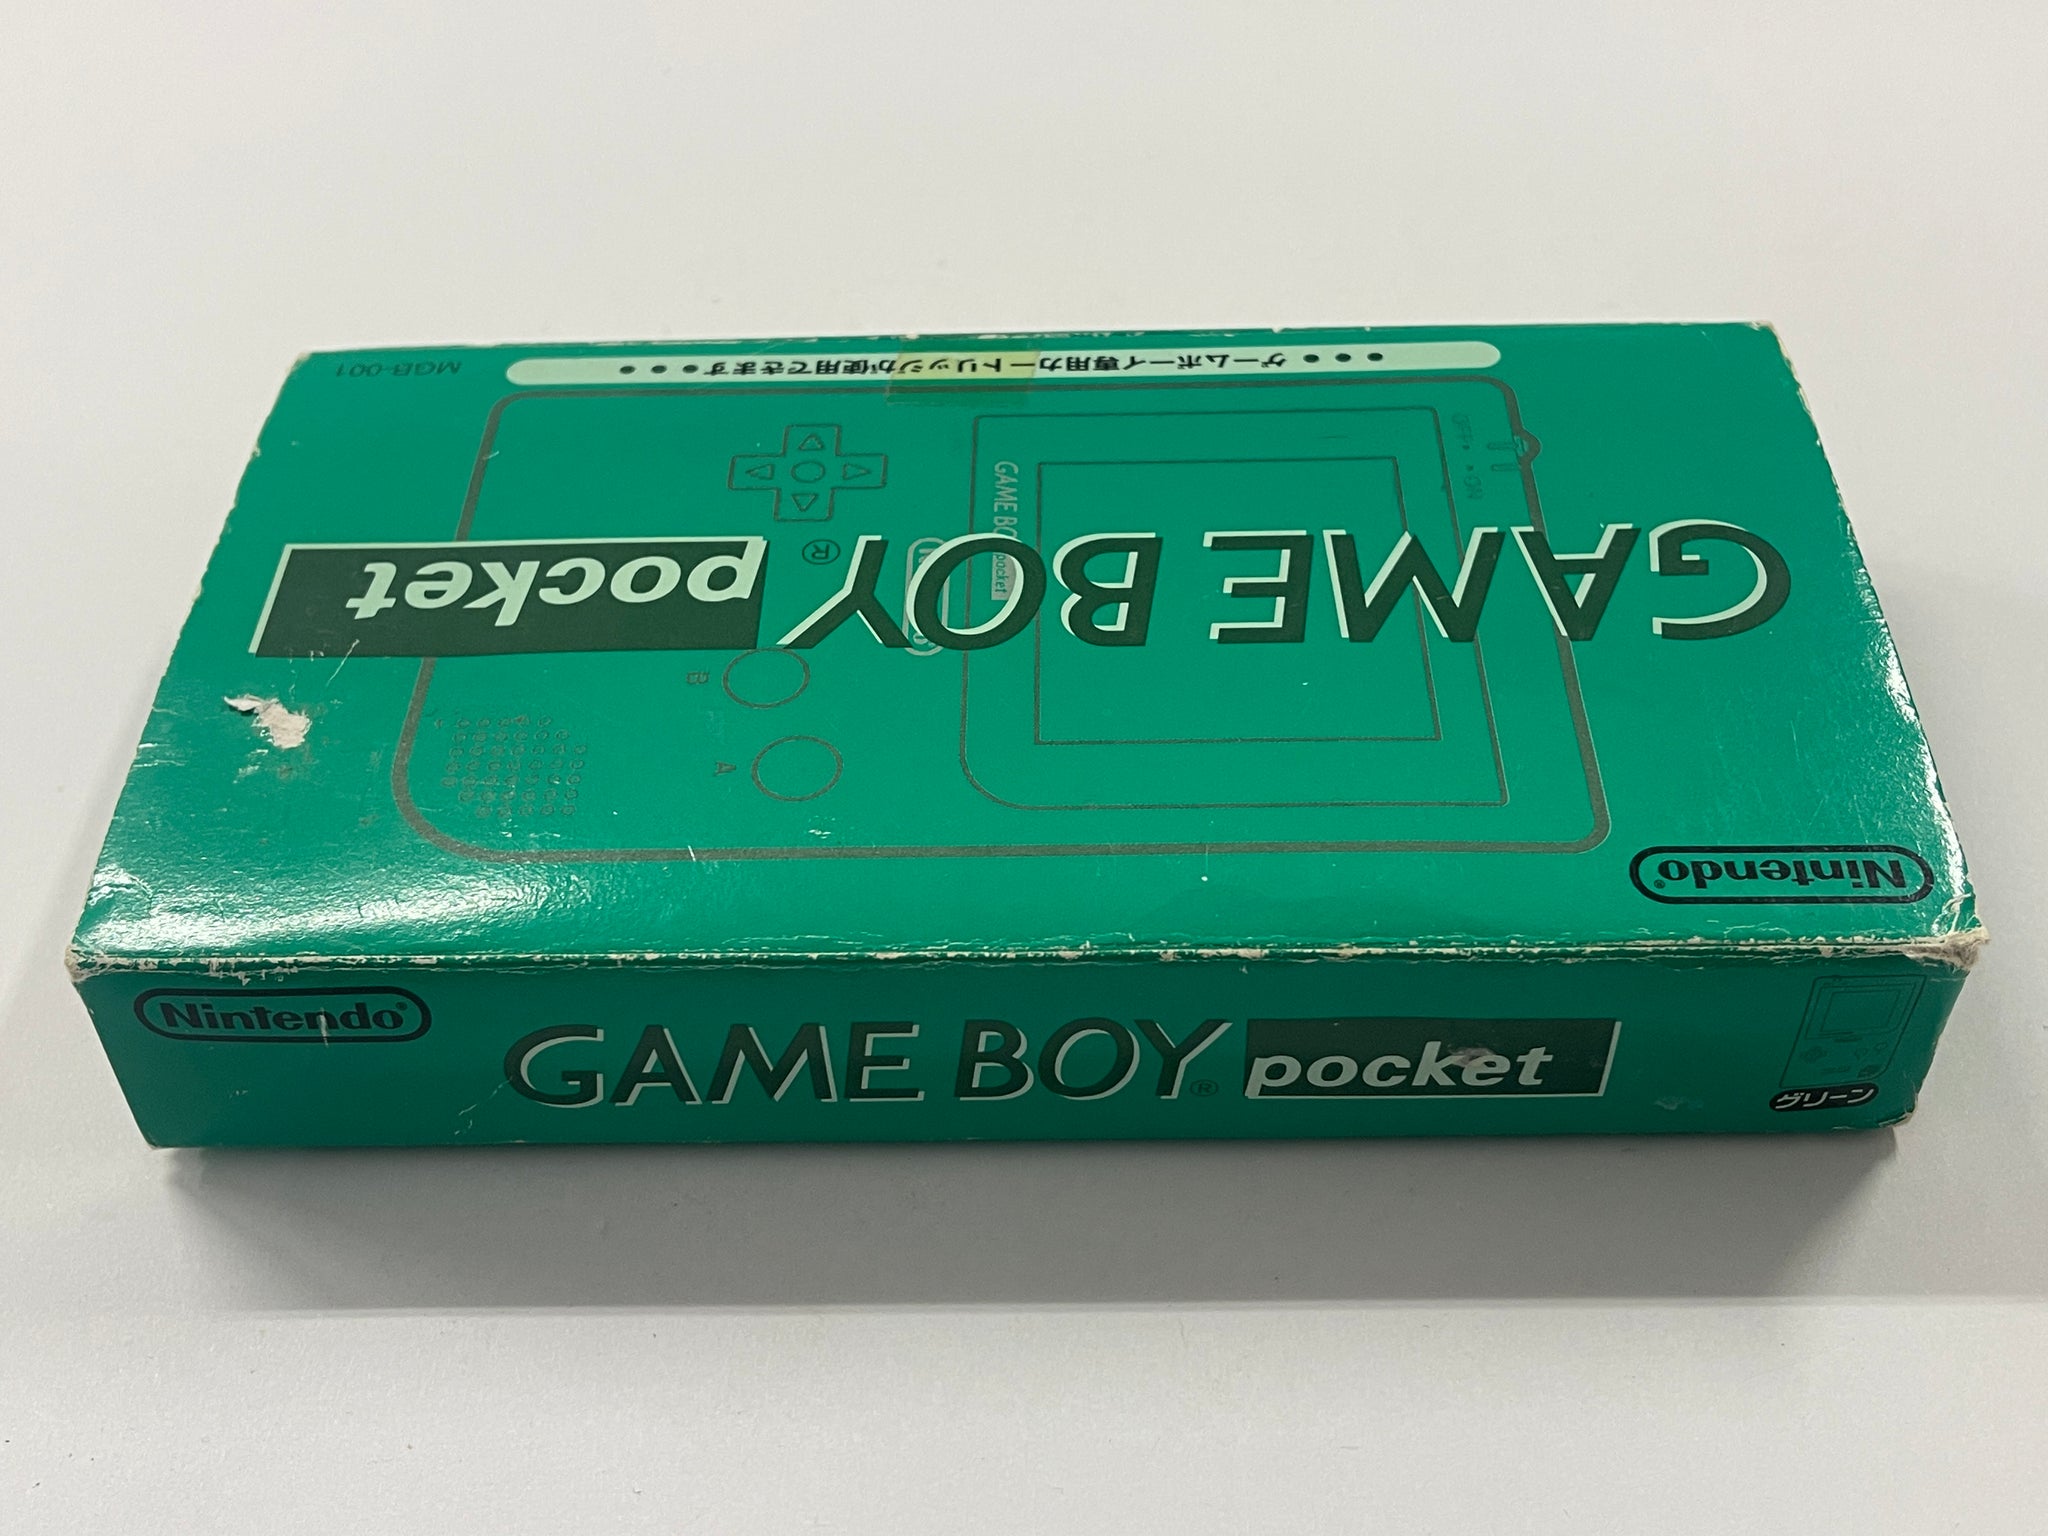 MGB-001
●●●●ゲームボーイ専用カートリッジが使用できます●●●●
OFF• •ON
GAME BOY pocket
GAME BOY® pocket
B
A
Nintendo®
Nintendo®
GAME BOY® pocket
グリーン